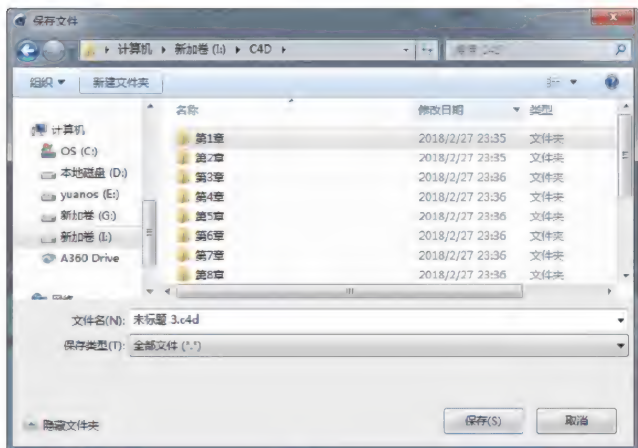 保存文件
计算机 ▸ 新加卷 (I:) ▸ C4D ▸
组织 ▼ 新建文件夹
名称 修改日期 类型
计算机
OS (C:)
本地磁盘 (D:)
yuanos (E:)
新加卷 (G:)
新加卷 (I:)
A360 Drive
网络
第1章 2018/2/27 23:35 文件夹
第2章 2018/2/27 23:35 文件夹
第3章 2018/2/27 23:36 文件夹
第4章 2018/2/27 23:36 文件夹
第5章 2018/2/27 23:36 文件夹
第6章 2018/2/27 23:36 文件夹
第7章 2018/2/27 23:36 文件夹
第8章 2018/2/27 23:36 文件夹
文件名(N): 未标题 3.c4d
保存类型(T): 全部文件 (*.*)
隐藏文件夹 保存(S) 取消